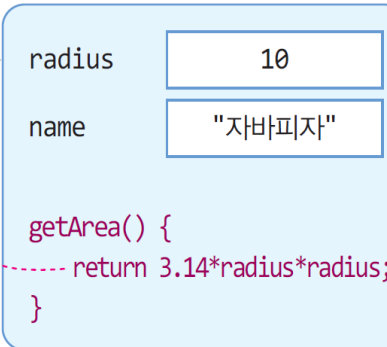 radius 10
name "자바피자"
getArea() {
return 3.14*radius*radius;
}